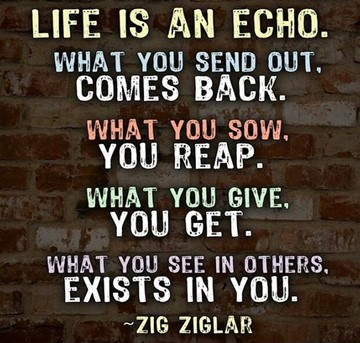 LIFE IS AN ECHO.
WHAT YOU SEND OUT,
COMES BACK.
WHAT YOU SOW,
YOU REAP.
WHAT YOU GIVE,
YOU GET.
WHAT YOU SEE IN OTHERS,
EXISTS IN YOU.
~ZIG ZIGLAR